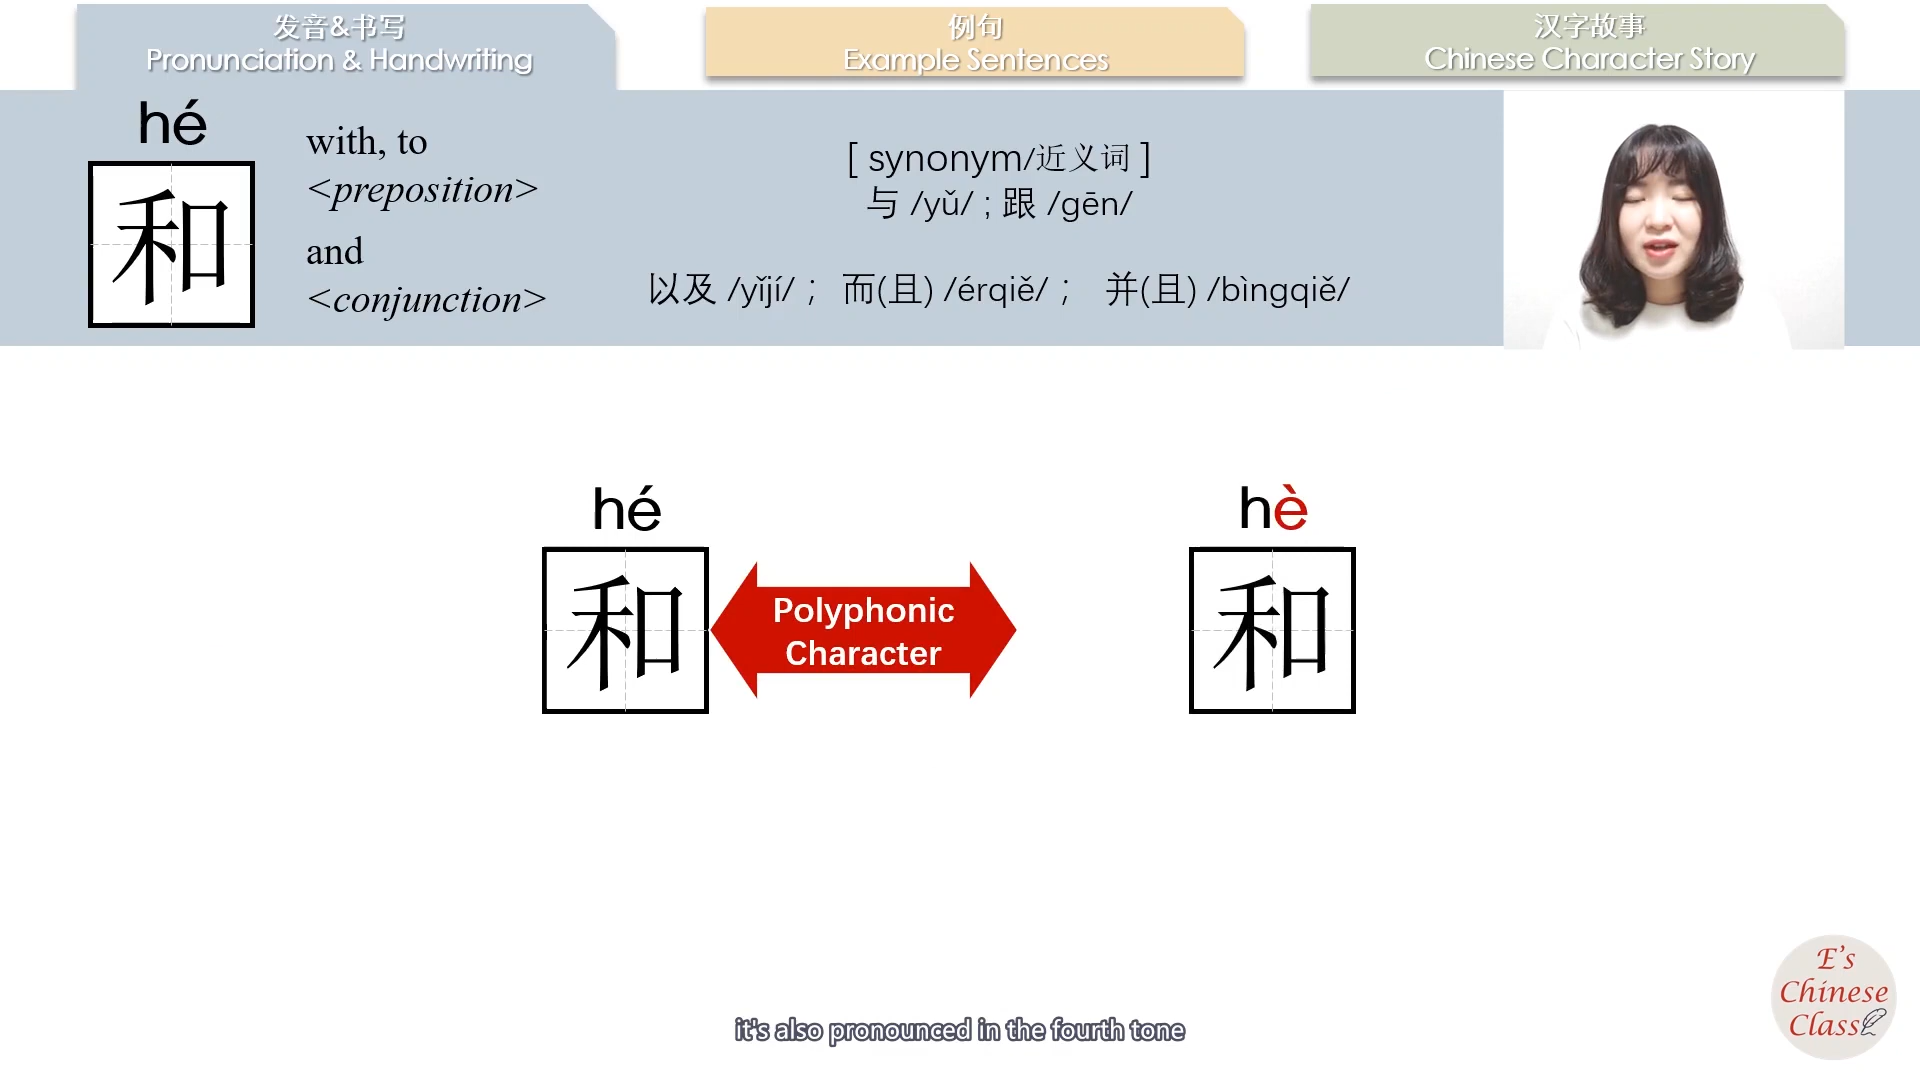 发音&书写
Pronunciation & Handwriting
例句
Example Sentences
汉字故事
Chinese Character Story
hé
和
with, to
<preposition>
and
<conjunction>
[ synonym/近义词 ]
与 /yǔ/ ; 跟 /gēn/
以及 /yǐjí/ ; 而(且) /érqiě/ ; 并(且) /bìngqiě/
hé
和
Polyphonic
Character
hè
和
it's also pronounced in the fourth tone
E's
Chinese
Class